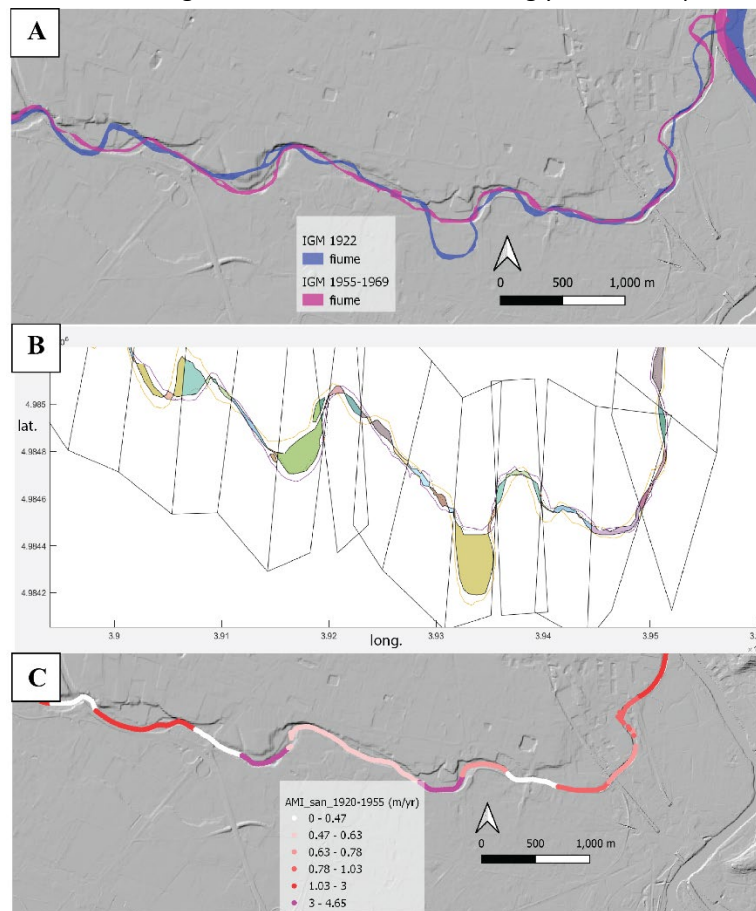 A
IGM 1922
fiume
IGM 1955-1969
fiume
0 500 1,000 m
B
4.985
lat.
4.9848
4.9846
4.9844
4.9842
3.9 3.91 3.92 3.93 3.94 3.95
long.
C
AMI_san_1920-1955 (m/yr)
0 - 0.47
0.47 - 0.63
0.63 - 0.78
0.78 - 1.03
1.03 - 3
3 - 4.65
0 500 1,000 m